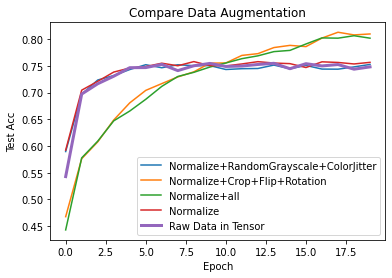 Compare Data Augmentation
Test Acc
0.80
0.75
0.70
0.65
0.60
0.55
0.50
0.45
Normalize+RandomGrayscale+ColorJitter
Normalize+Crop+Flip+Rotation
Normalize+all
Normalize
Raw Data in Tensor
0.0 2.5 5.0 7.5 10.0 12.5 15.0 17.5
Epoch